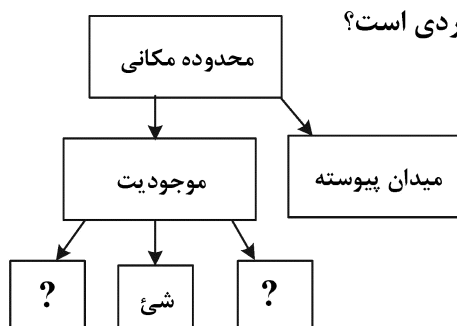 ردی است؟
محدوده مکانی
میدان پیوسته
موجودیت
? شئ ?